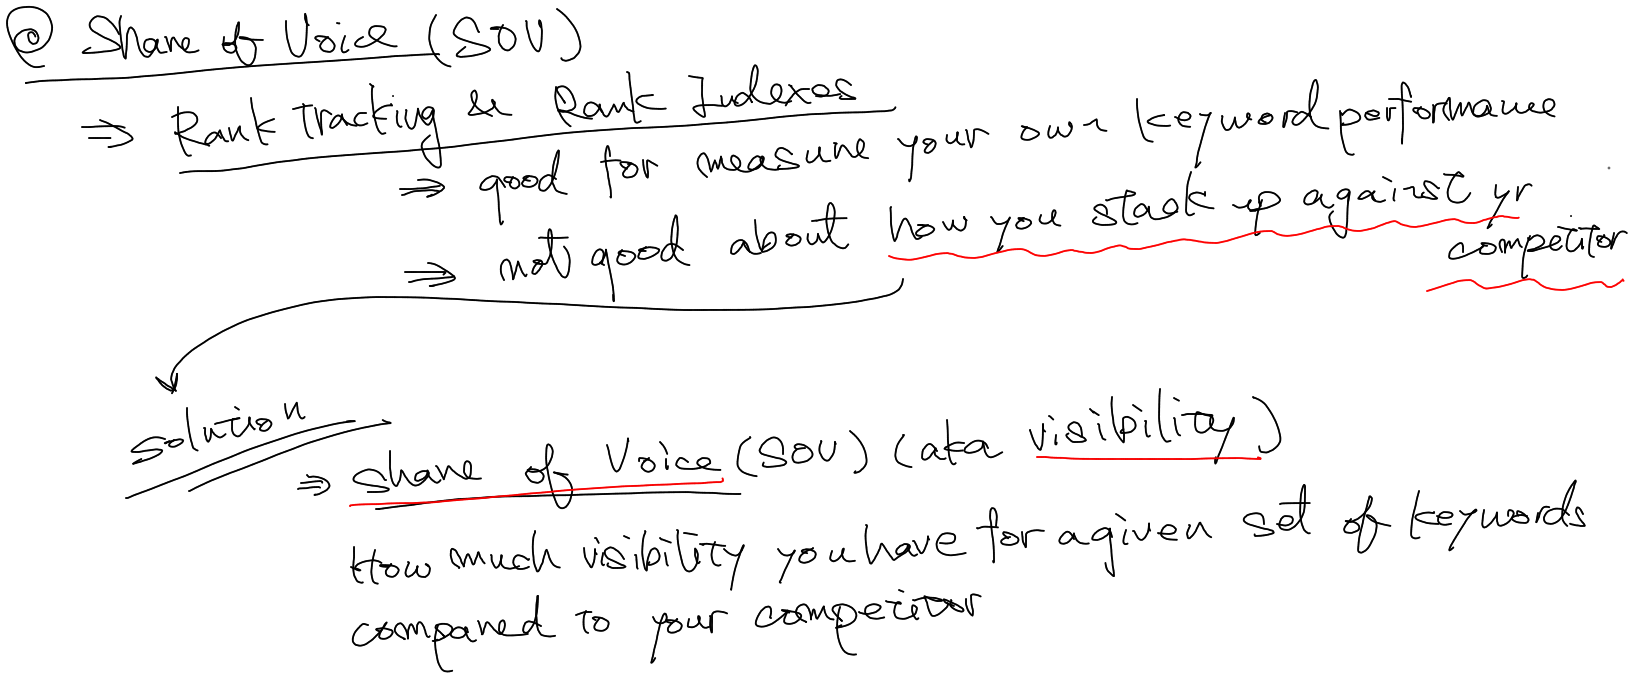 @ Share of Voice (SOV)
⇒ Rank Tracking & Rank Indexes
⇒ good for measure your own keyword performance
⇒ not good about how you stack up against yr
competitor
solution
⇒ share of Voice (SOV) (aka visibility)
How much visibility you have for a given set of keywords
compared to your competitor